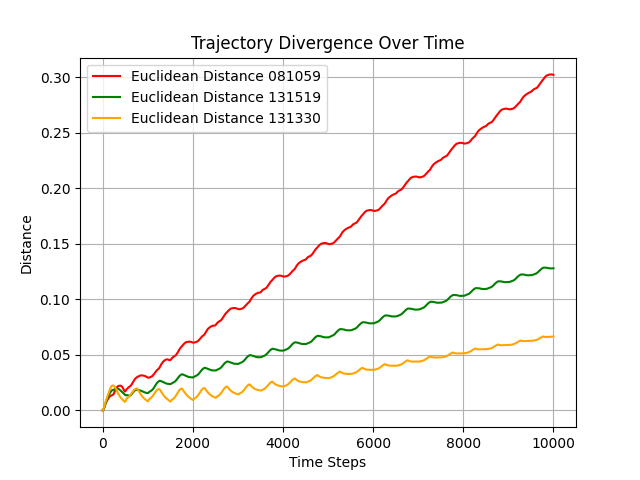 Trajectory Divergence Over Time
Euclidean Distance 081059
Euclidean Distance 131519
Euclidean Distance 131330
0.30
0.25
0.20
0.15
0.10
0.05
0.00
Distance
0 2000 4000 6000 8000 10000
Time Steps